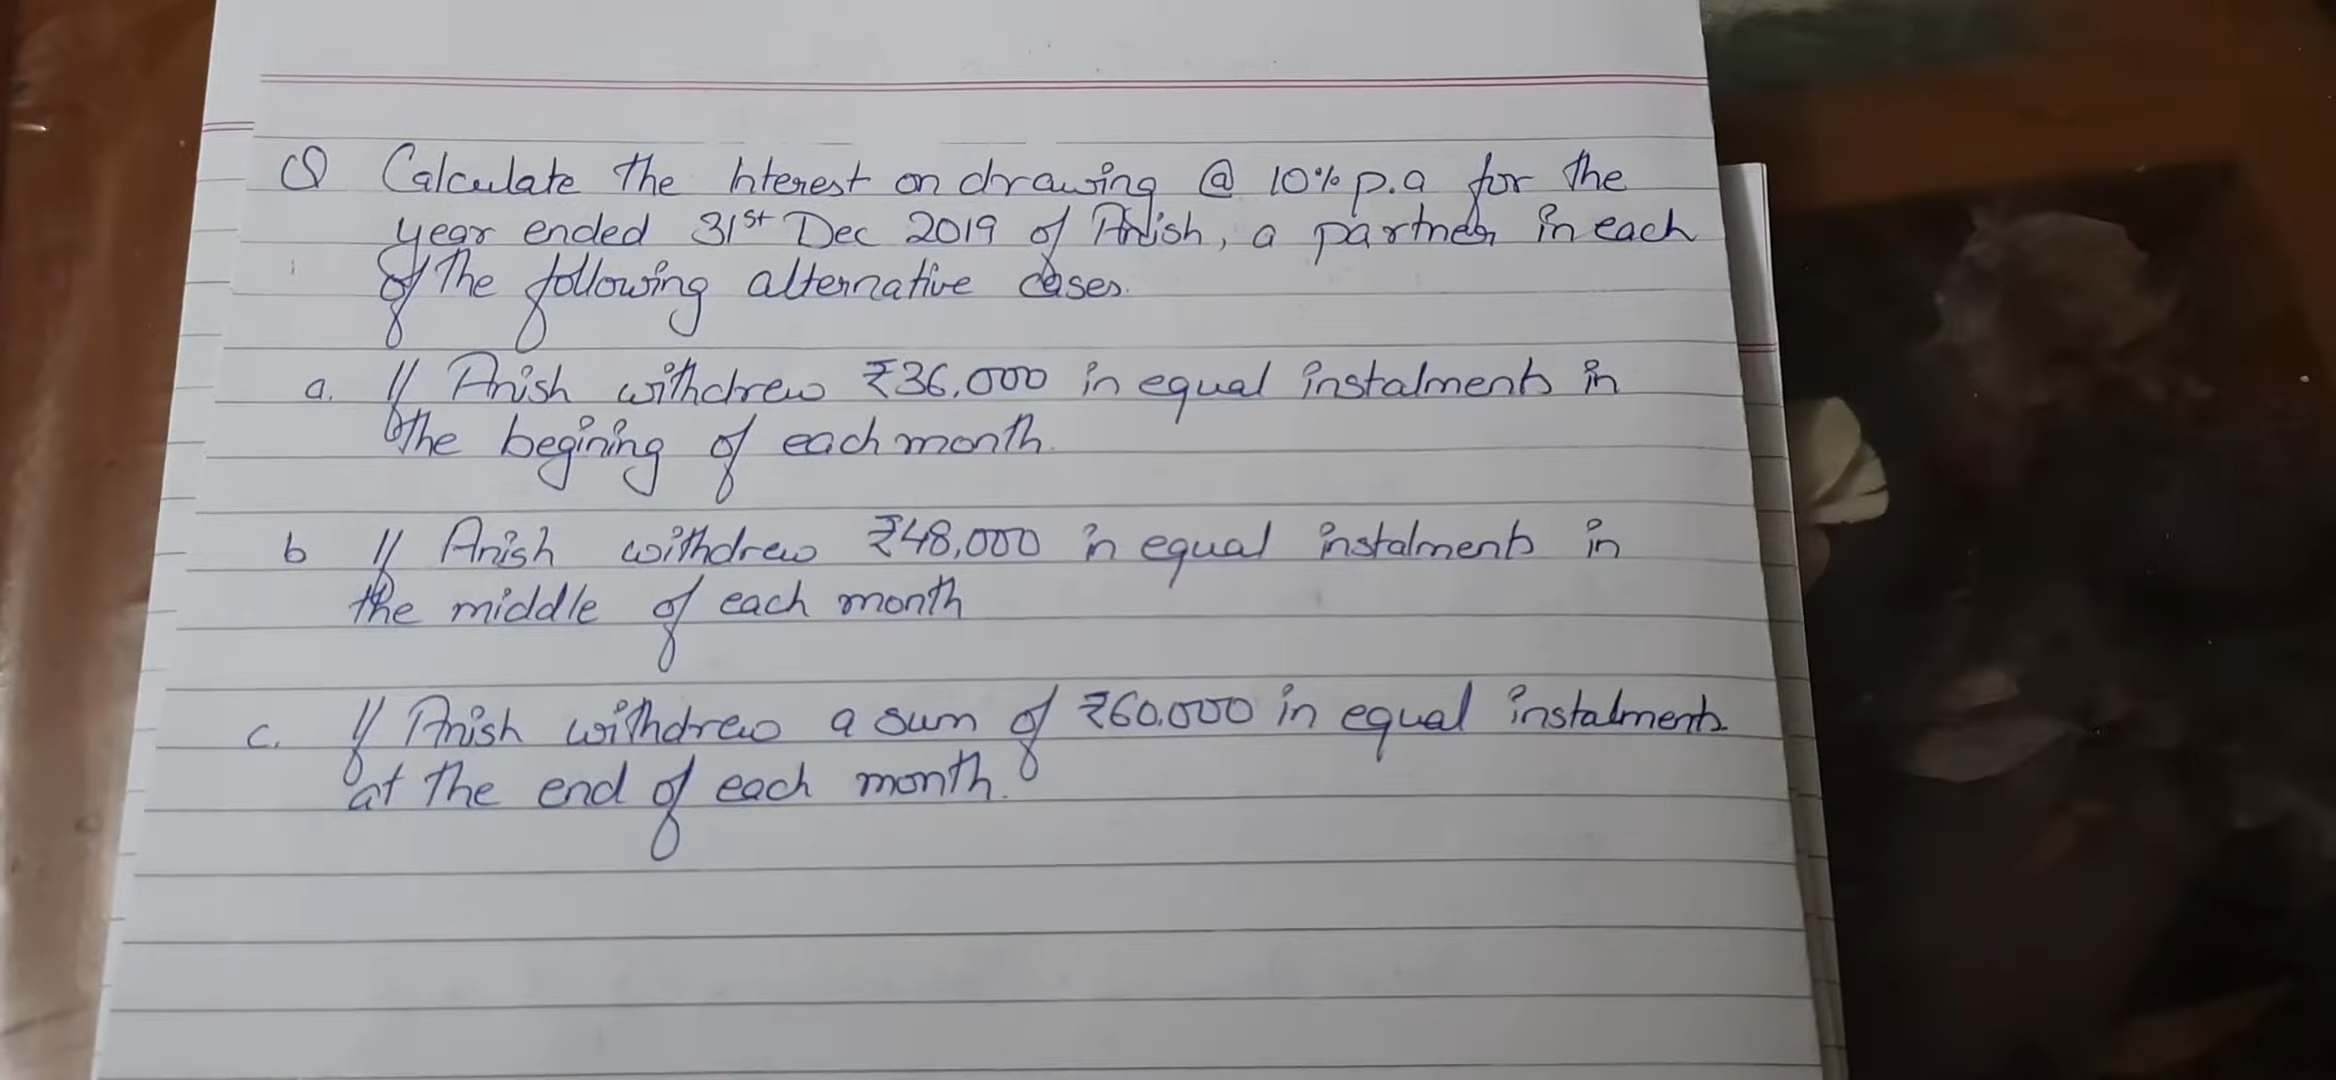 Q Calculate the Interest on drawing @ 10% p.a for the
year ended 31st Dec 2019 of Anish, a partner, in each
of the following alternative cases.
a. If Anish withdrew ₹36,000 in equal instalments in
the begining of each month.
b If Anish withdrew ₹48,000 in equal instalments in
the middle of each month
c. If Anish withdrew a sum of ₹60,000 in equal instalments
at the end of each month.